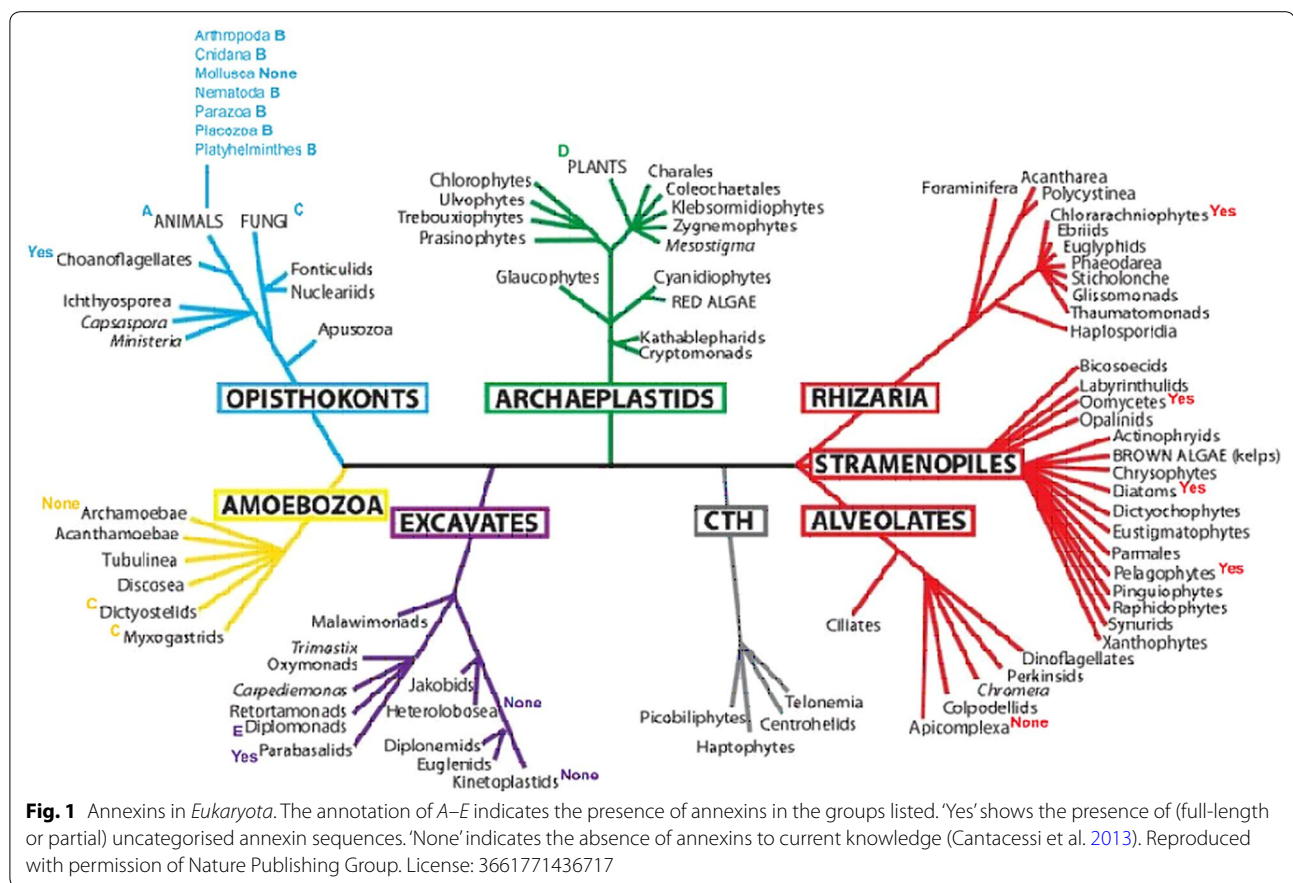 Arthropoda B
Cnidana B
Mollusca None
Nematoda B
Parazoa B
Placozoa B
Platyhelminthes B
A ANIMALS
FUNGI C
Yes Choanoflagellates
Fonticulids
Nucleariids
Ichthyosporea
Capsaspora
Ministeria
Apusozoa
OPISTHOKONTS
D PLANTS
Chlorophytes
Ulvophytes
Trebouxiophytes
Prasinophytes
Charales
Coleochaetales
Klebsormidiophytes
Zygnemophytes
Mesostigma
Glaucophytes
Cyanidiophytes
RED ALGAE
Kathablepharids
Cryptomonads
ARCHAEPLASTIDS
Foraminifera
Acantharea
Polycystinea
Chlorarachniophytes Yes
Ebriids
Euglyphids
Phaeodarea
Sticholonche
Glissomonads
Thaumatomonads
Haplosporidia
RHIZARIA
Bicosoecids
Labyrinthulids
Oomycetes Yes
Opalinids
STRAMENOPILES
Actinophryids
BROWN ALGAE (kelps)
Chrysophytes
Diatoms Yes
Dictyochophytes
Eustigmatophytes
Parmales
Pelagophytes Yes
Pinguiophytes
Raphidophytes
Synurids
Xanthophytes
AMOEBOZOA
None Archamoebae
Acanthamoebae
Tubulinea
Discosea
C Dictyostelids
C Myxogastrids
EXCAVATES
Malawimonads
Trimastix
Oxymonads
Carpediemonas
Retortamonads
E Diplomonads
Yes Parabasalids
Jakobids
Heterolobosea None
Diplonemids
Euglenids
Kinetoplastids None
CTH
Picobiliphytes
Haptophytes
Telonemia
Centrohelids
ALVEOLATES
Ciliates
Dinoflagellates
Perkinsids
Chromera
Colpodellids
Apicomplexa None
Fig. 1 Annexins in Eukaryota. The annotation of A–E indicates the presence of annexins in the groups listed. ‘Yes’ shows the presence of (full-length
or partial) uncategorised annexin sequences. ‘None’ indicates the absence of annexins to current knowledge (Cantacessi et al. 2013). Reproduced
with permission of Nature Publishing Group. License: 3661771436717